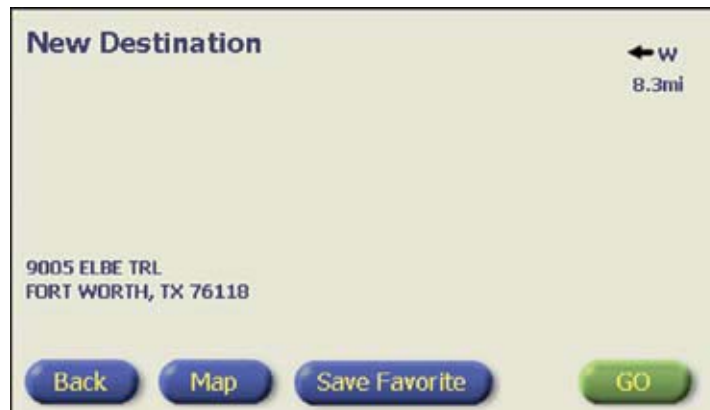 New Destination
W
8.3mi
9005 ELBE TRL
FORT WORTH, TX 76118
Back Map Save Favorite GO